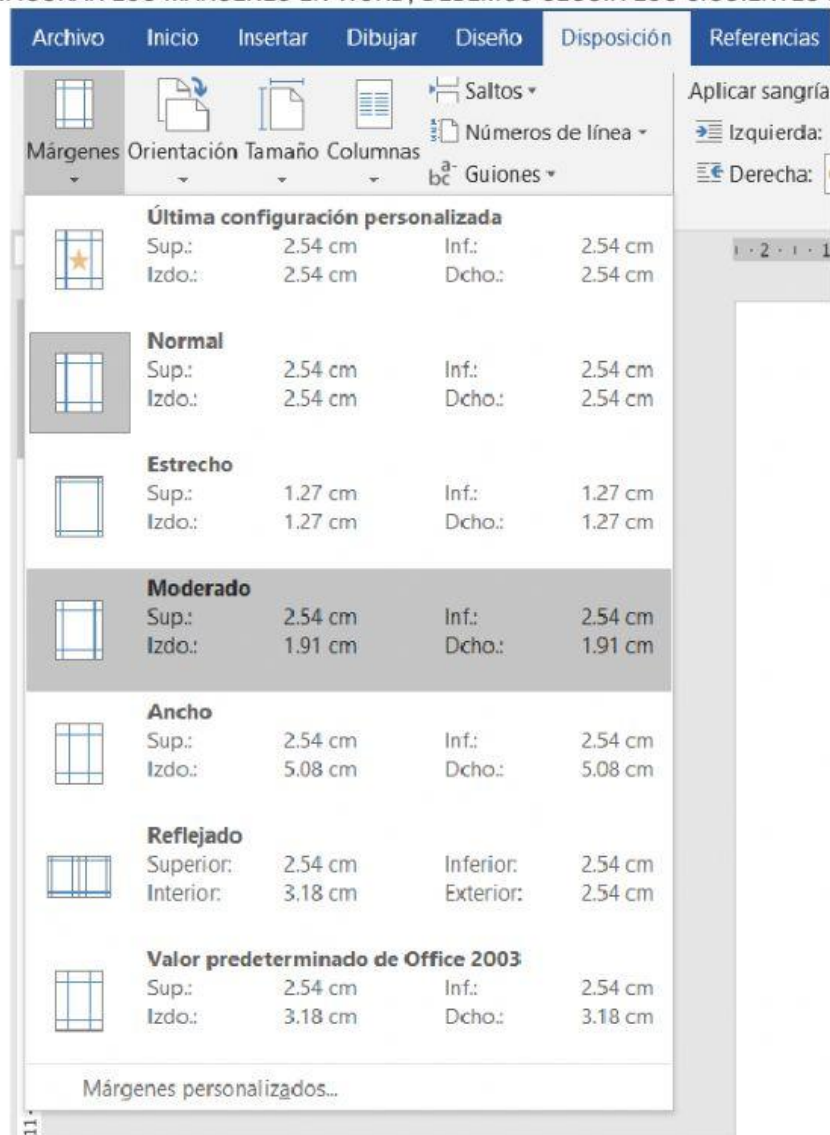 Archivo Inicio Insertar Dibujar Diseño Disposición Referencias
Saltos
Aplicar sangría
Números de línea
Izquierda:
Márgenes Orientación Tamaño Columnas
Guiones
Derecha:
Última configuración personalizada
Sup.: 2.54 cm Inf.: 2.54 cm
Izdo.: 2.54 cm Dcho.: 2.54 cm
2 1
Normal
Sup.: 2.54 cm Inf.: 2.54 cm
Izdo.: 2.54 cm Dcho.: 2.54 cm
Estrecho
Sup.: 1.27 cm Inf.: 1.27 cm
Izdo.: 1.27 cm Dcho.: 1.27 cm
Moderado
Sup.: 2.54 cm Inf.: 2.54 cm
Izdo.: 1.91 cm Dcho.: 1.91 cm
Ancho
Sup.: 2.54 cm Inf.: 2.54 cm
Izdo.: 5.08 cm Dcho.: 5.08 cm
Reflejado
Superior: 2.54 cm Inferior: 2.54 cm
Interior: 3.18 cm Exterior: 2.54 cm
Valor predeterminado de Office 2003
Sup.: 2.54 cm Inf.: 2.54 cm
Izdo.: 3.18 cm Dcho.: 3.18 cm
Márgenes personalizados...
11